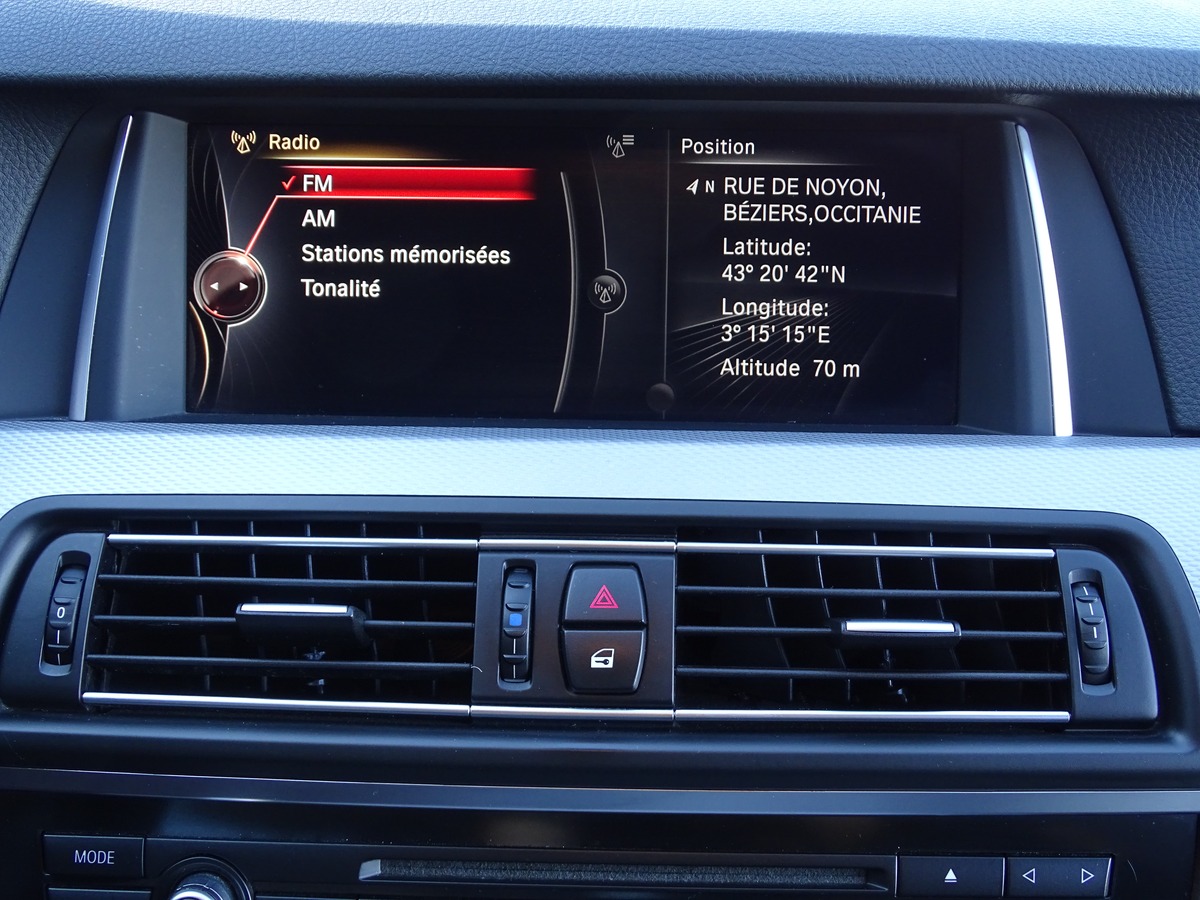 Radio
FM
AM
Stations mémorisées
Tonalité
Position
N RUE DE NOYON,
BÉZIERS,OCCITANIE
Latitude:
43° 20' 42"N
Longitude:
3° 15' 15"E
Altitude 70 m
0
MODE